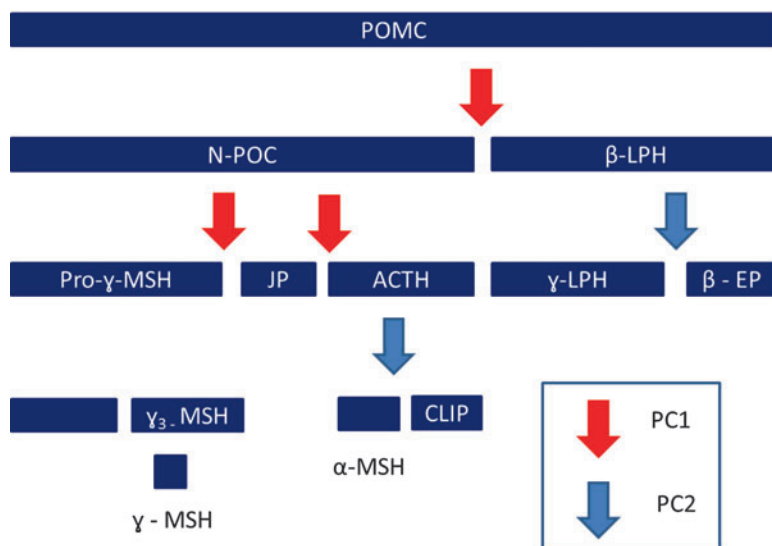 POMC
N-POC
β-LPH
Pro-ɣ-MSH
JP
ACTH
ɣ-LPH
β - EP
ɣ₃₋ MSH
CLIP
α-MSH
ɣ - MSH
PC1
PC2